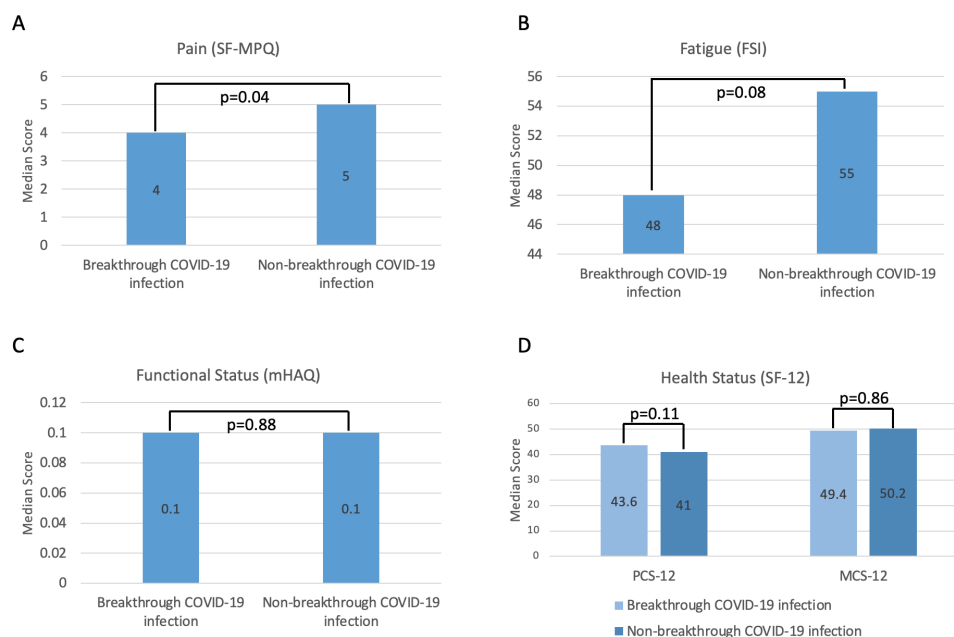 A
Pain (SF-MPQ)
6
5
4
3
2
1
0
Median Score
p=0.04
4
5
Breakthrough COVID-19
infection
Non-breakthrough COVID-19
infection
B
Fatigue (FSI)
56
54
52
50
48
46
44
Median Score
p=0.08
48
55
Breakthrough COVID-19
infection
Non-breakthrough COVID-19
infection
C
Functional Status (mHAQ)
0.12
0.1
0.08
0.06
0.04
0.02
0
Median Score
p=0.88
0.1
0.1
Breakthrough COVID-19
infection
Non-breakthrough COVID-19
infection
D
Health Status (SF-12)
60
50
40
30
20
10
0
Median Score
p=0.11
p=0.86
43.6
41
49.4
50.2
PCS-12
MCS-12
Breakthrough COVID-19 infection
Non-breakthrough COVID-19 infection